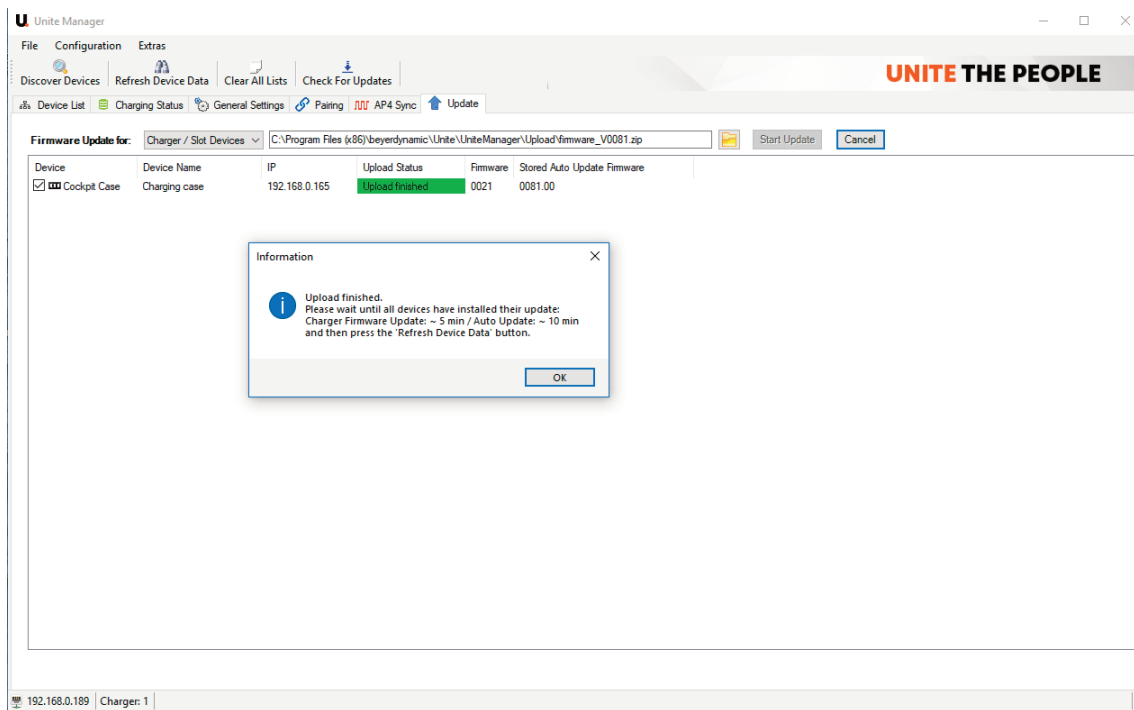 U. Unite Manager
File Configuration Extras
Discover Devices Refresh Device Data Clear All Lists Check For Updates
UNITE THE PEOPLE
Device List Charging Status General Settings Pairing AP4 Sync Update
Firmware Update for: Charger / Slot Devices C:\Program Files (x86)\beyerdynamic\Unite\UniteManager\Upload\firmware_V0081.zip Start Update Cancel
Device Device Name IP Upload Status Firmware Stored Auto Update Firmware
Cockpit Case Charging case 192.168.0.165 Upload finished 0021 0081.00
Information
Upload finished.
Please wait until all devices have installed their update:
Charger Firmware Update: ~ 5 min / Auto Update: ~ 10 min
and then press the 'Refresh Device Data' button.
OK
192.168.0.189 Charger: 1